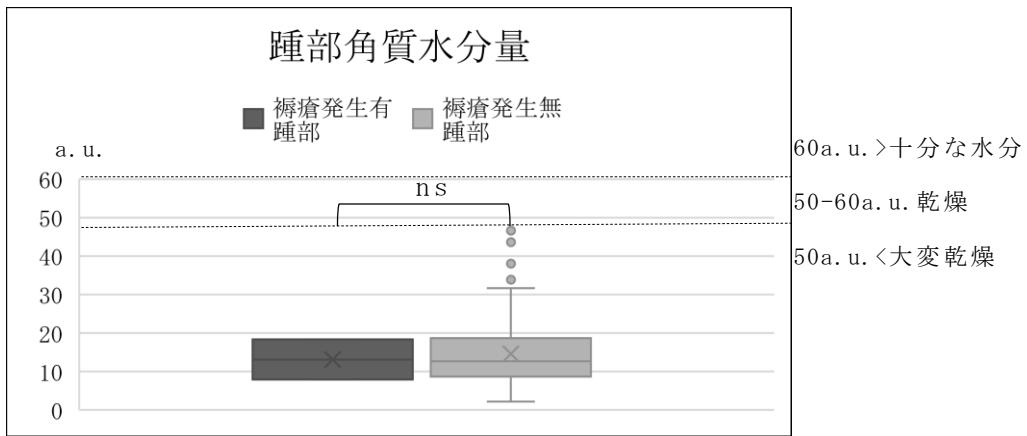 踵部角質水分量
褥瘡発生有
踵部
褥瘡発生無
踵部
a.u.
60a.u.>十分な水分
60
ns
50-60a.u.乾燥
50
50a.u.<大変乾燥
40
30
20
10
0